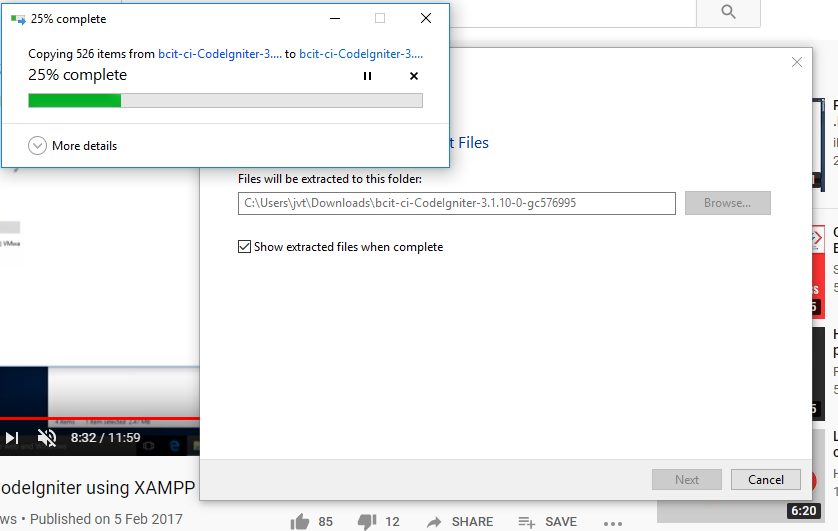 25% complete
Copying 526 items from bcit-ci-CodeIgniter-3.... to bcit-ci-CodeIgniter-3....
25% complete
More details
t Files
Files will be extracted to this folder:
C:\Users\jvt\Downloads\bcit-ci-CodeIgniter-3.1.10-0-gc576995
Browse...
Show extracted files when complete
8:32 / 11:59
Next
Cancel
odeIgniter using XAMPP
ws • Published on 5 Feb 2017
85
12
SHARE
SAVE
6:20